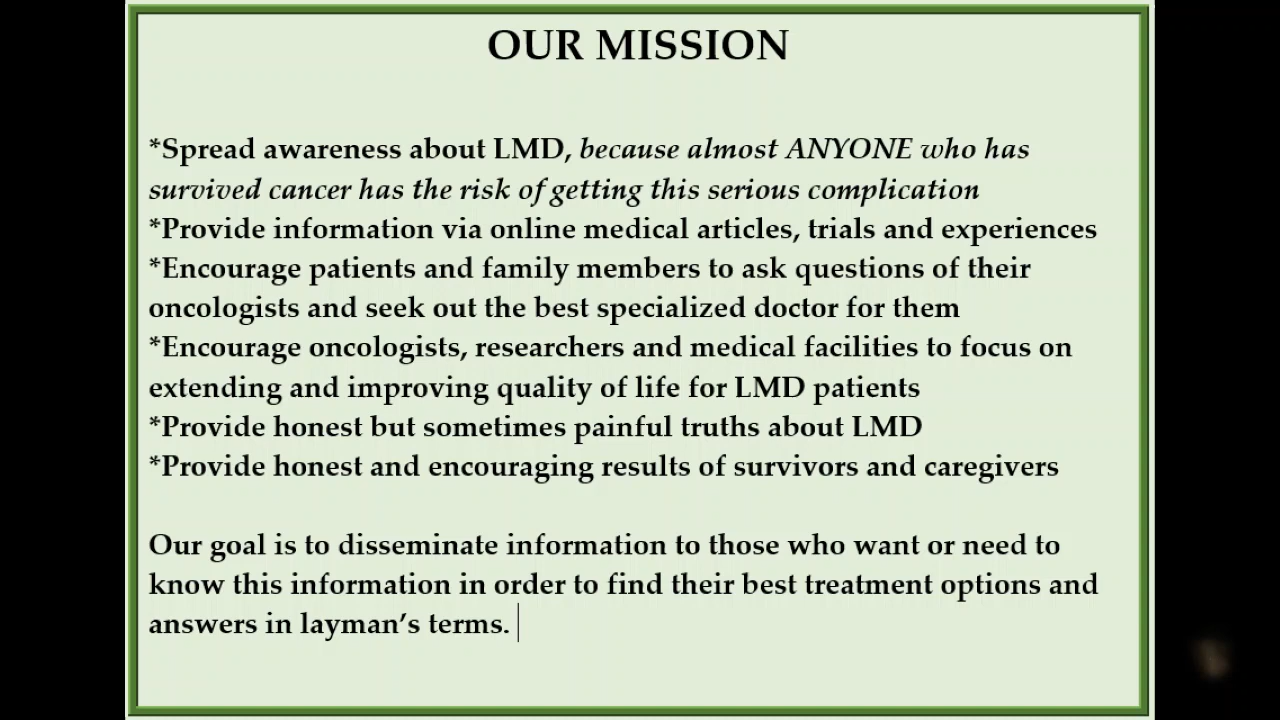 OUR MISSION
*Spread awareness about LMD, because almost ANYONE who has
survived cancer has the risk of getting this serious complication
*Provide information via online medical articles, trials and experiences
*Encourage patients and family members to ask questions of their
oncologists and seek out the best specialized doctor for them
*Encourage oncologists, researchers and medical facilities to focus on
extending and improving quality of life for LMD patients
*Provide honest but sometimes painful truths about LMD
*Provide honest and encouraging results of survivors and caregivers
Our goal is to disseminate information to those who want or need to
know this information in order to find their best treatment options and
answers in layman’s terms.